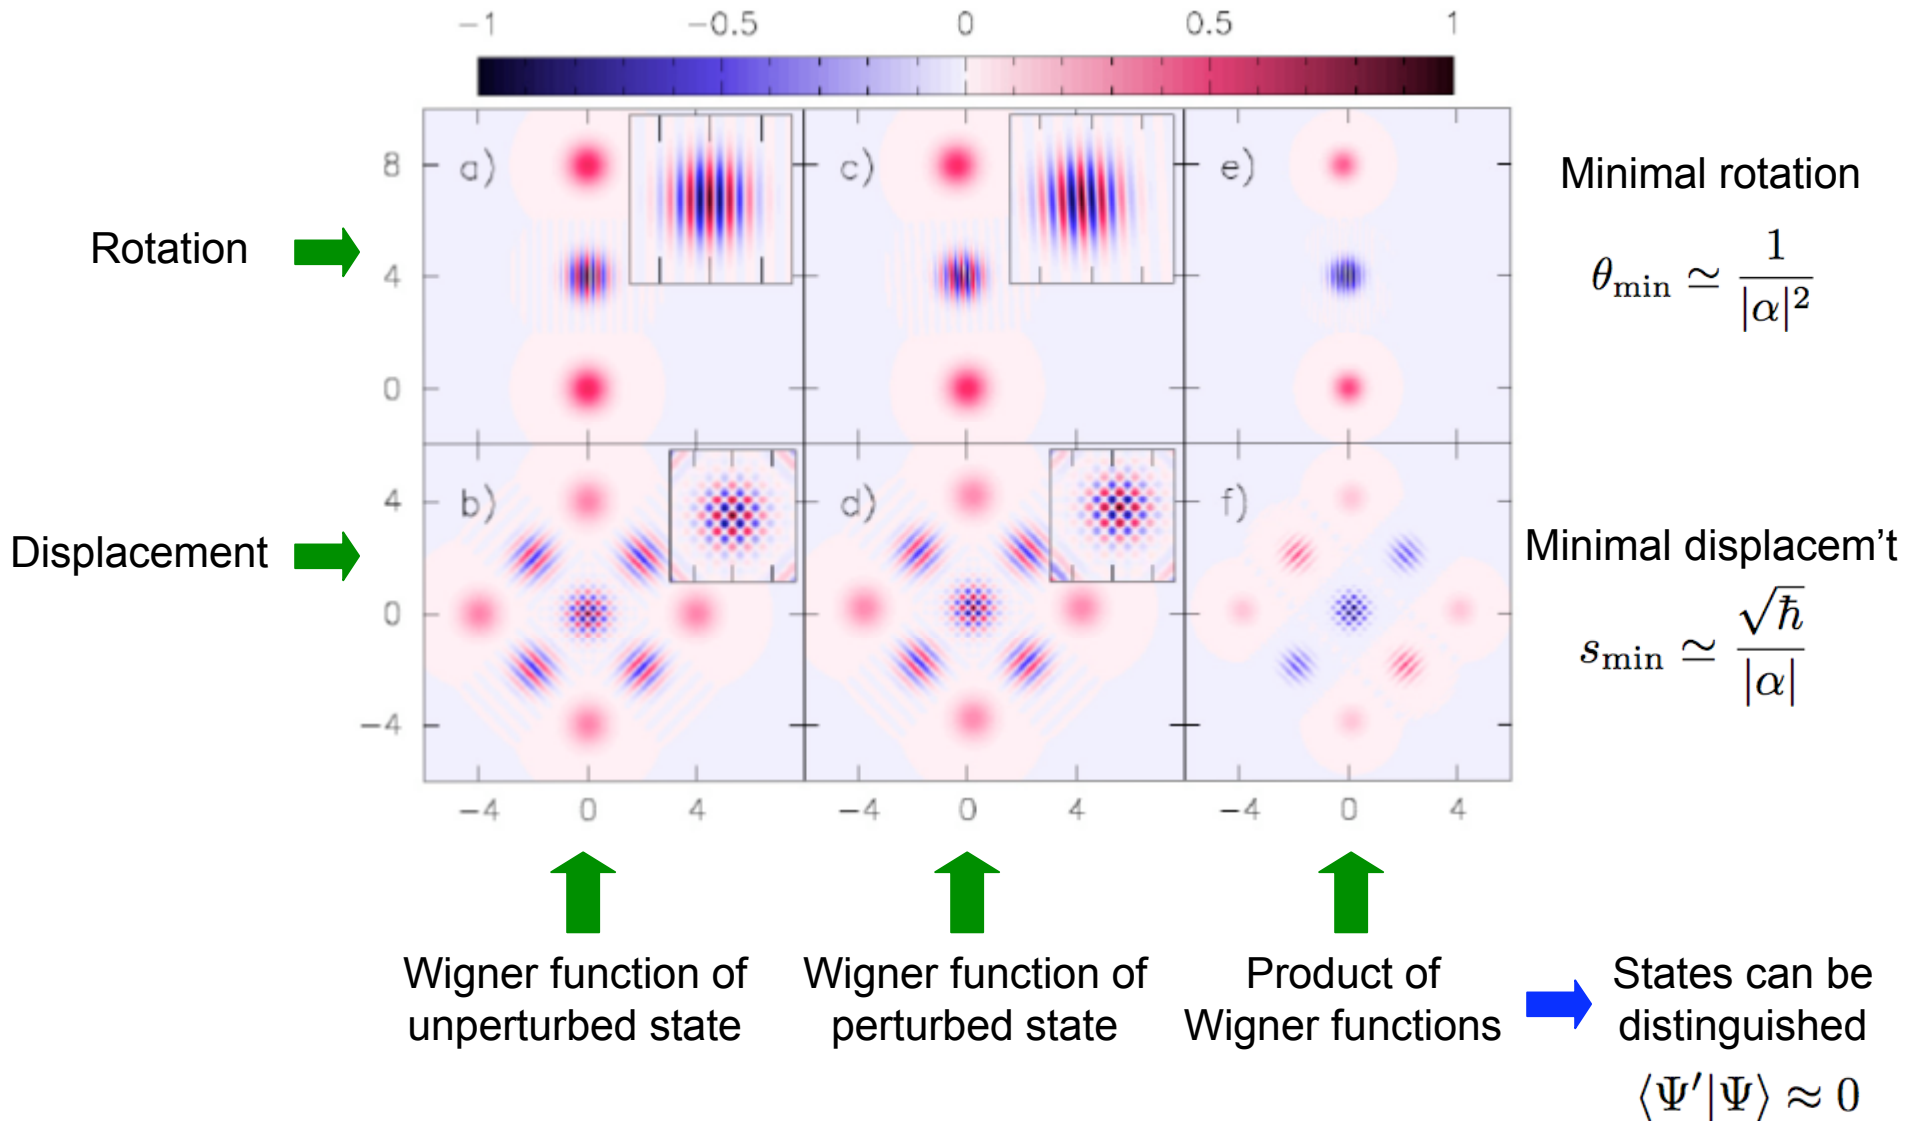 −1 −0.5 0 0.5 1
8 a) c) e)
4
0
4 b) d) f)
0
−4
−4 0 4 −4 0 4 −4 0 4
Rotation
Displacement
Minimal rotation
θ_min ≃ 1/|α|²
Minimal displacem’t
s_min ≃ √ℏ/|α|
Wigner function of
unperturbed state
Wigner function of
perturbed state
Product of
Wigner functions
States can be
distinguished
⟨Ψ′|Ψ⟩ ≈ 0